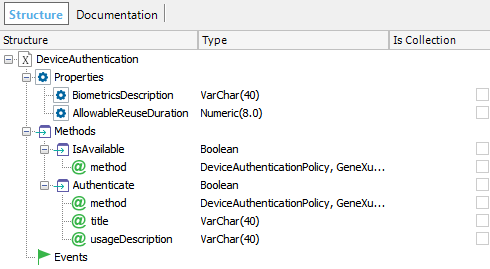 Structure Documentation
Structure Type Is Collection
DeviceAuthentication
Properties
BiometricsDescription VarChar(40)
AllowableReuseDuration Numeric(8.0)
Methods
IsAvailable Boolean
method DeviceAuthenticationPolicy, GeneXu...
Authenticate Boolean
method DeviceAuthenticationPolicy, GeneXu...
title VarChar(40)
usageDescription VarChar(40)
Events